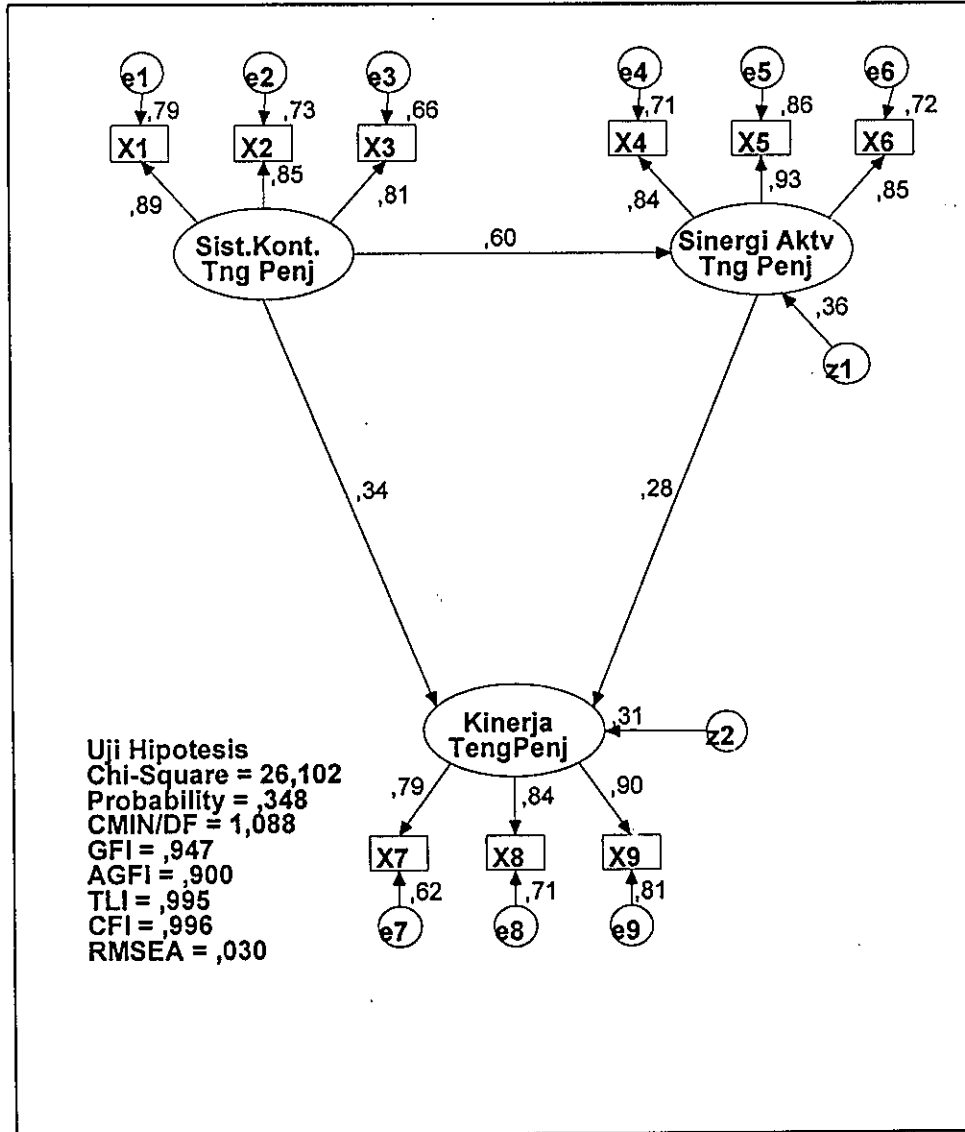 e1 e2 e3 e4 e5 e6
,79 ,73 ,66 ,71 ,86 ,72
X1 X2 X3 X4 X5 X6
,89 ,85 ,81 ,84 ,93 ,85
Sist.Kont.
Tng Penj
,60
Sinergi Aktv
Tng Penj
,36
z1
,34 ,28
Kinerja
TengPenj
,31
z2
,79 ,84 ,90
X7 X8 X9
,62 ,71 ,81
e7 e8 e9
Uji Hipotesis
Chi-Square = 26,102
Probability = ,348
CMIN/DF = 1,088
GFI = ,947
AGFI = ,900
TLI = ,995
CFI = ,996
RMSEA = ,030